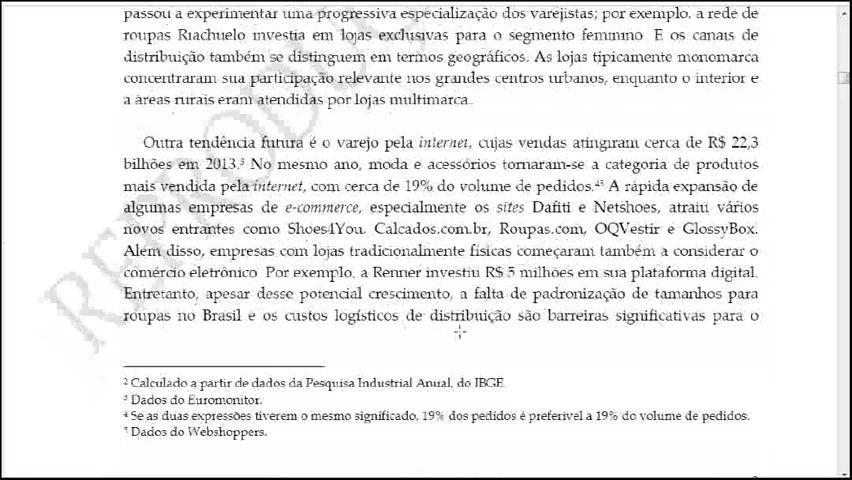 passou a experimentar uma progressiva especialização dos varejistas; por exemplo, a rede de
roupas Riachuelo investia em lojas exclusivas para o segmento feminino. E os canais de
distribuição também se distinguem em termos geográficos. As lojas tipicamente monomarca
concentraram sua participação relevante nos grandes centros urbanos, enquanto o interior e
a áreas rurais eram atendidas por lojas multimarca.
Outra tendência futura é o varejo pela internet, cujas vendas atingiram cerca de R$ 22,3
bilhões em 2013.³ No mesmo ano, moda e acessórios tornaram-se a categoria de produtos
mais vendida pela internet, com cerca de 19% do volume de pedidos.⁴⁵ A rápida expansão de
algumas empresas de e-commerce, especialmente os sites Dafiti e Netshoes, atraiu vários
novos entrantes como Shoes4You, Calcados.com.br, Roupas.com, OQVestir e GlossyBox.
Além disso, empresas com lojas tradicionalmente físicas começaram também a considerar o
comércio eletrônico. Por exemplo, a Renner investiu R$ 5 milhões em sua plataforma digital.
Entretanto, apesar desse potencial crescimento, a falta de padronização de tamanhos para
roupas no Brasil e os custos logísticos de distribuição são barreiras significativas para o
² Calculado a partir de dados da Pesquisa Industrial Anual, do IBGE.
³ Dados do Euromonitor.
⁴ Se as duas expressões tiverem o mesmo significado, 19% dos pedidos é preferível a 19% do volume de pedidos.
⁵ Dados do Webshoppers.